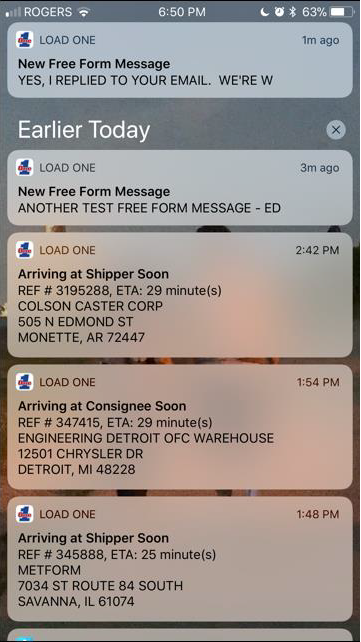 ROGERS 6:50 PM 63%
LOAD ONE 1m ago
New Free Form Message
YES, I REPLIED TO YOUR EMAIL. WE'RE W
Earlier Today
LOAD ONE 3m ago
New Free Form Message
ANOTHER TEST FREE FORM MESSAGE - ED
LOAD ONE 2:42 PM
Arriving at Shipper Soon
REF # 3195288, ETA: 29 minute(s)
COLSON CASTER CORP
505 N EDMOND ST
MONETTE, AR 72447
LOAD ONE 1:54 PM
Arriving at Consignee Soon
REF # 347415, ETA: 29 minute(s)
ENGINEERING DETROIT OFC WAREHOUSE
12501 CHRYSLER DR
DETROIT, MI 48228
LOAD ONE 1:48 PM
Arriving at Shipper Soon
REF # 345888, ETA: 25 minute(s)
METFORM
7034 ST ROUTE 84 SOUTH
SAVANNA, IL 61074